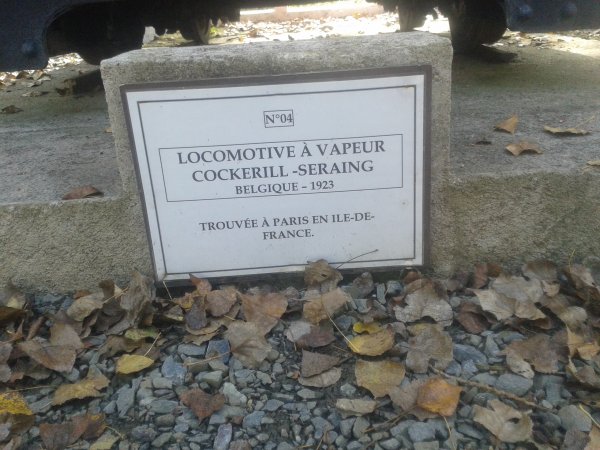 N°04
LOCOMOTIVE À VAPEUR
COCKERILL -SERAING
BELGIQUE – 1923
TROUVÉE À PARIS EN ILE-DE-
FRANCE.